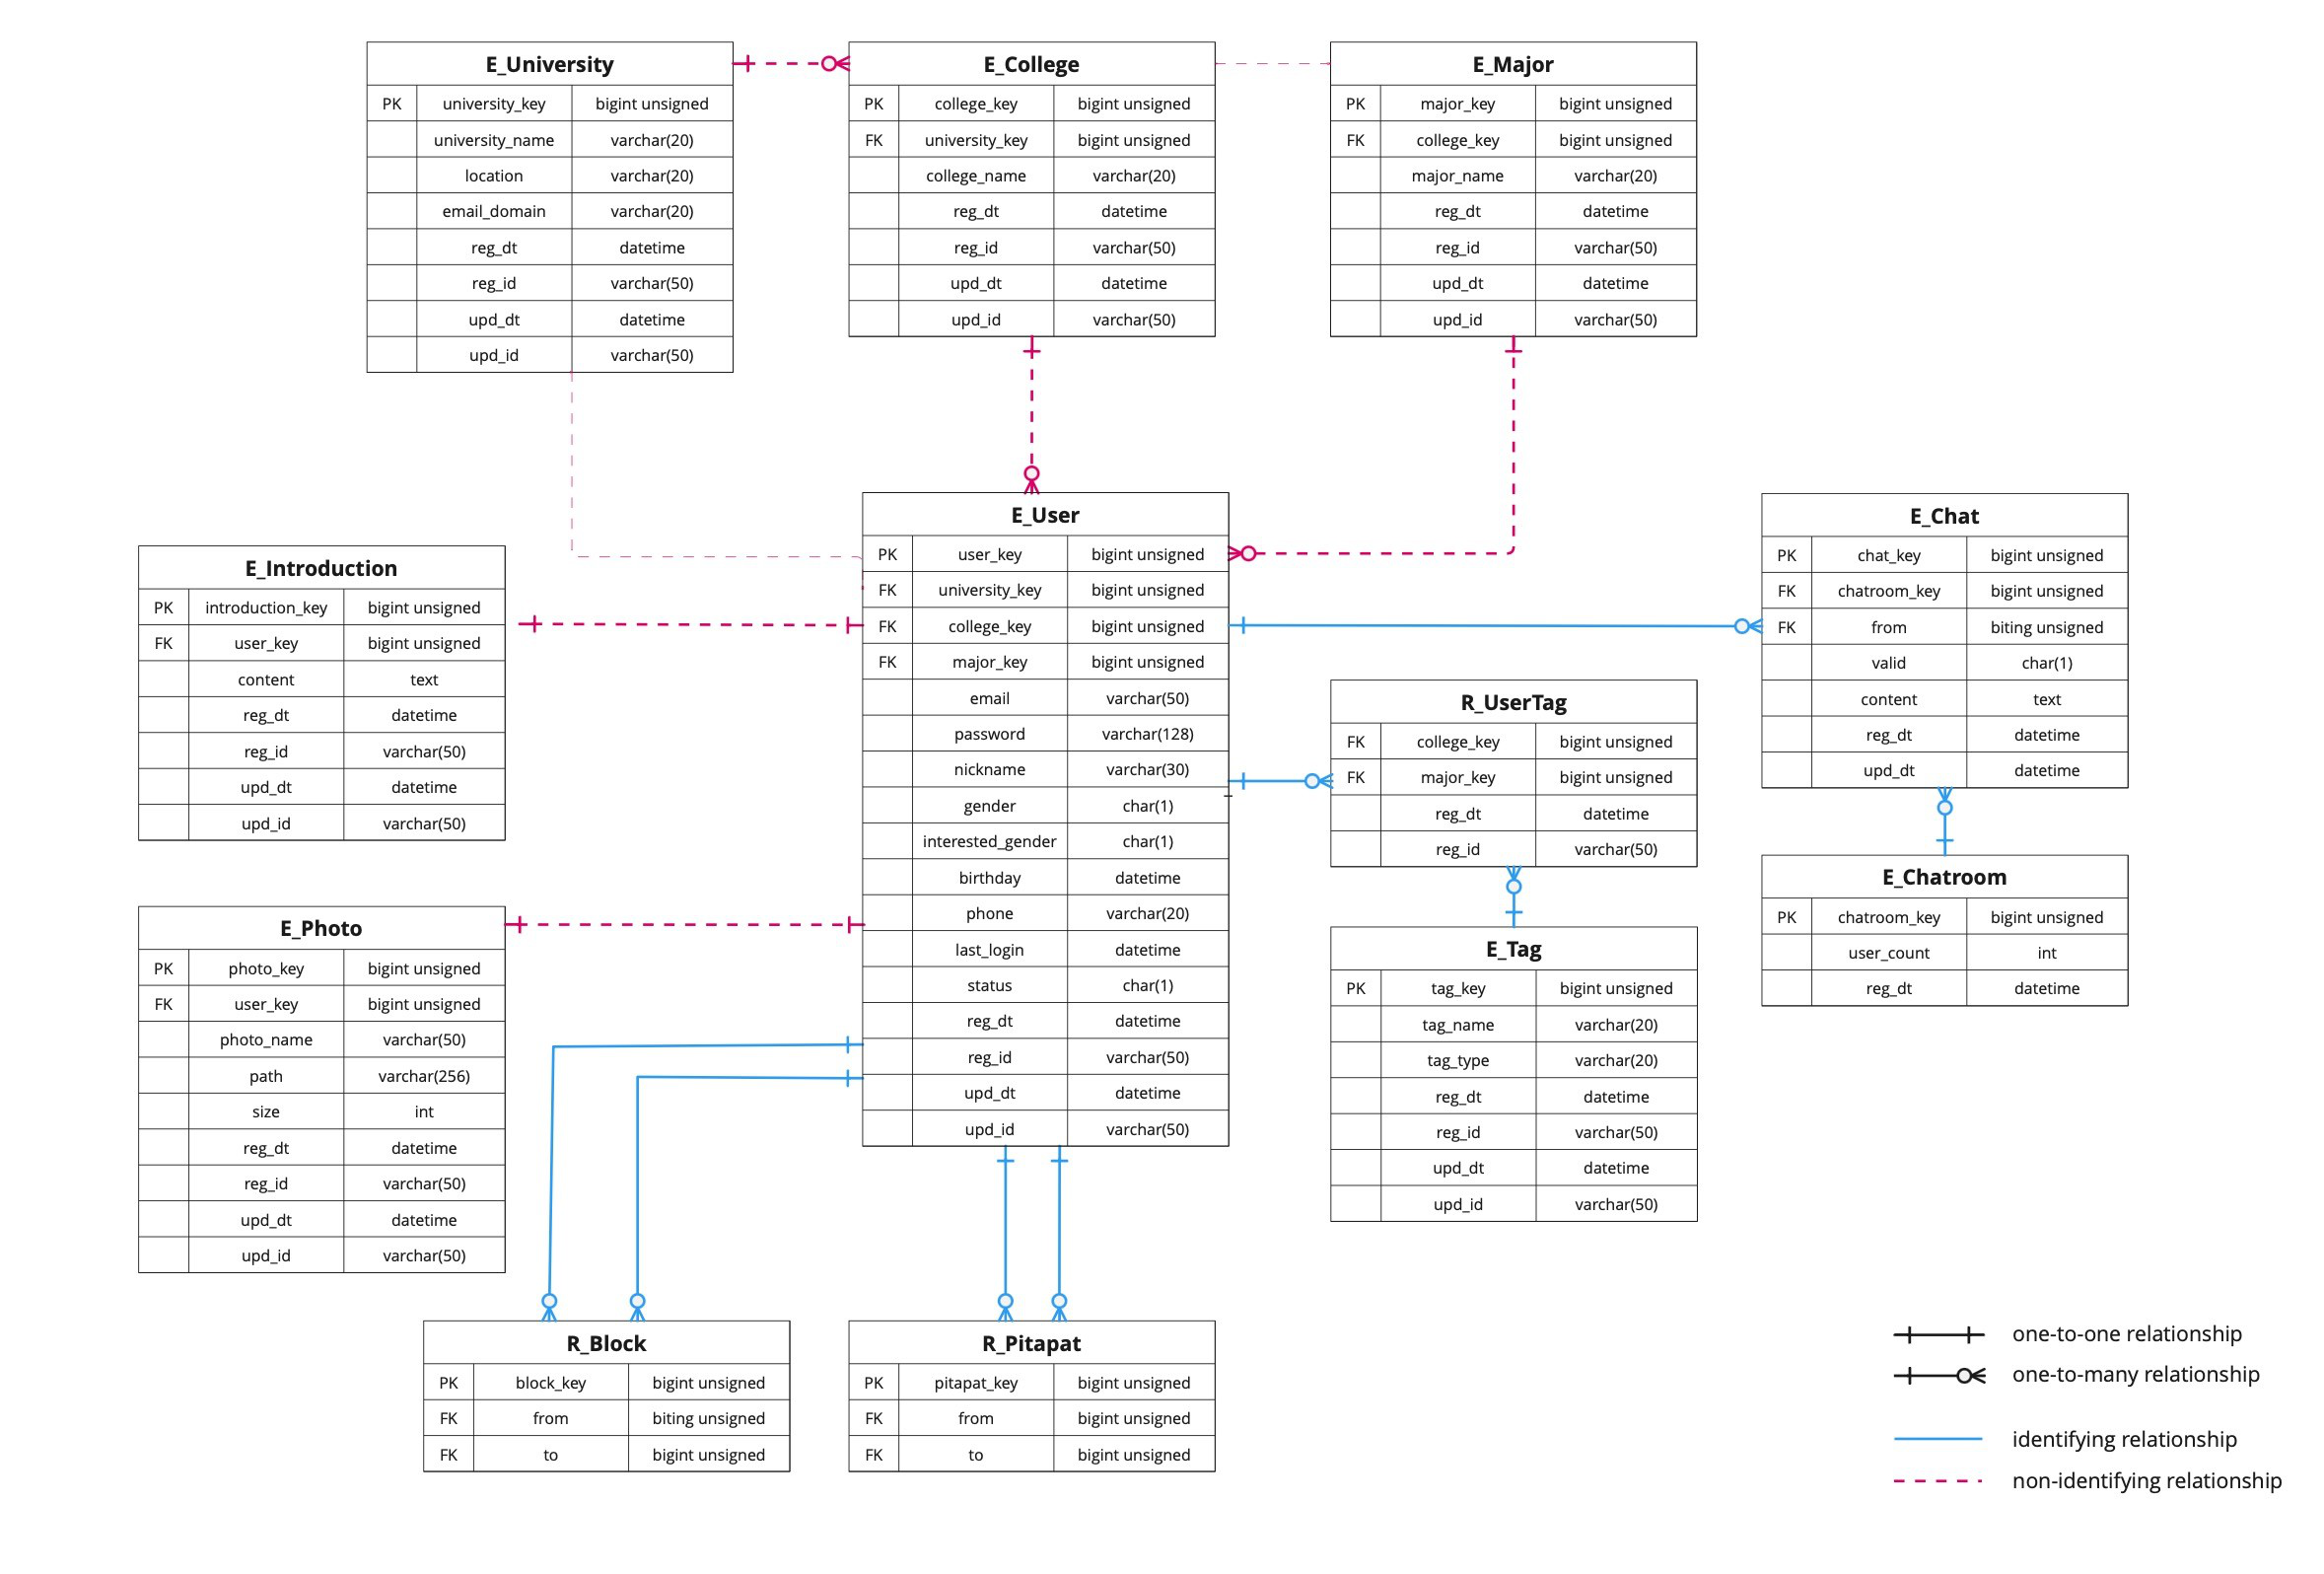 E_University
PK university_key bigint unsigned
university_name varchar(20)
location varchar(20)
email_domain varchar(20)
reg_dt datetime
reg_id varchar(50)
upd_dt datetime
upd_id varchar(50)
E_College
PK college_key bigint unsigned
FK university_key bigint unsigned
college_name varchar(20)
reg_dt datetime
reg_id varchar(50)
upd_dt datetime
upd_id varchar(50)
E_Major
PK major_key bigint unsigned
FK college_key bigint unsigned
major_name varchar(20)
reg_dt datetime
reg_id varchar(50)
upd_dt datetime
upd_id varchar(50)
E_Introduction
PK introduction_key bigint unsigned
FK user_key bigint unsigned
content text
reg_dt datetime
reg_id varchar(50)
upd_dt datetime
upd_id varchar(50)
E_User
PK user_key bigint unsigned
FK university_key bigint unsigned
FK college_key bigint unsigned
FK major_key bigint unsigned
email varchar(50)
password varchar(128)
nickname varchar(30)
gender char(1)
interested_gender char(1)
birthday datetime
phone varchar(20)
last_login datetime
status char(1)
reg_dt datetime
reg_id varchar(50)
upd_dt datetime
upd_id varchar(50)
E_Chat
PK chat_key bigint unsigned
FK chatroom_key bigint unsigned
FK from biting unsigned
valid char(1)
content text
reg_dt datetime
upd_dt datetime
R_UserTag
FK college_key bigint unsigned
FK major_key bigint unsigned
reg_dt datetime
reg_id varchar(50)
E_Chatroom
PK chatroom_key bigint unsigned
user_count int
reg_dt datetime
E_Photo
PK photo_key bigint unsigned
FK user_key bigint unsigned
photo_name varchar(50)
path varchar(256)
size int
reg_dt datetime
reg_id varchar(50)
upd_dt datetime
upd_id varchar(50)
E_Tag
PK tag_key bigint unsigned
tag_name varchar(20)
tag_type varchar(20)
reg_dt datetime
reg_id varchar(50)
upd_dt datetime
upd_id varchar(50)
R_Block
PK block_key bigint unsigned
FK from biting unsigned
FK to bigint unsigned
R_Pitapat
PK pitapat_key bigint unsigned
FK from bigint unsigned
FK to bigint unsigned
one-to-one relationship
one-to-many relationship
identifying relationship
non-identifying relationship